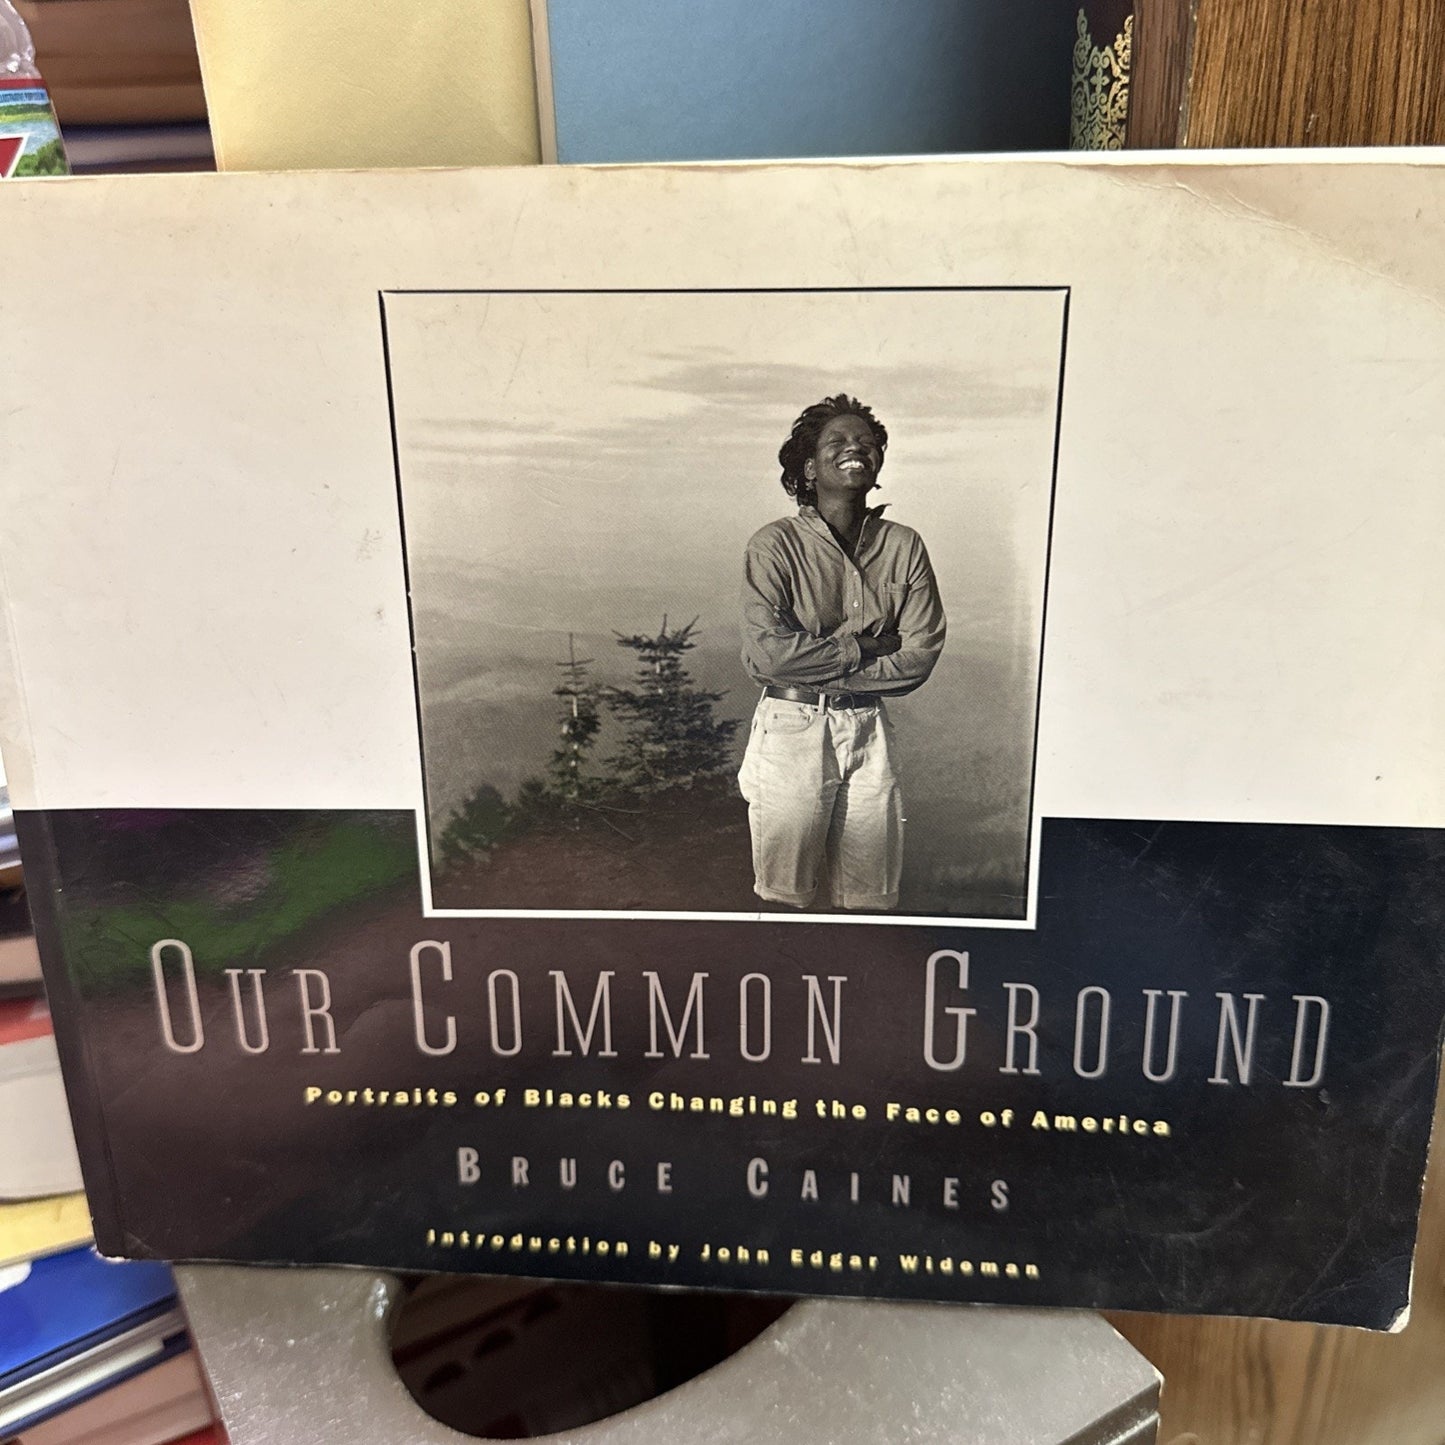 OUR COMMON GROUND
Portraits of Blacks Changing the Face of America
BRUCE CAINES
Introduction by John Edgar Wideman